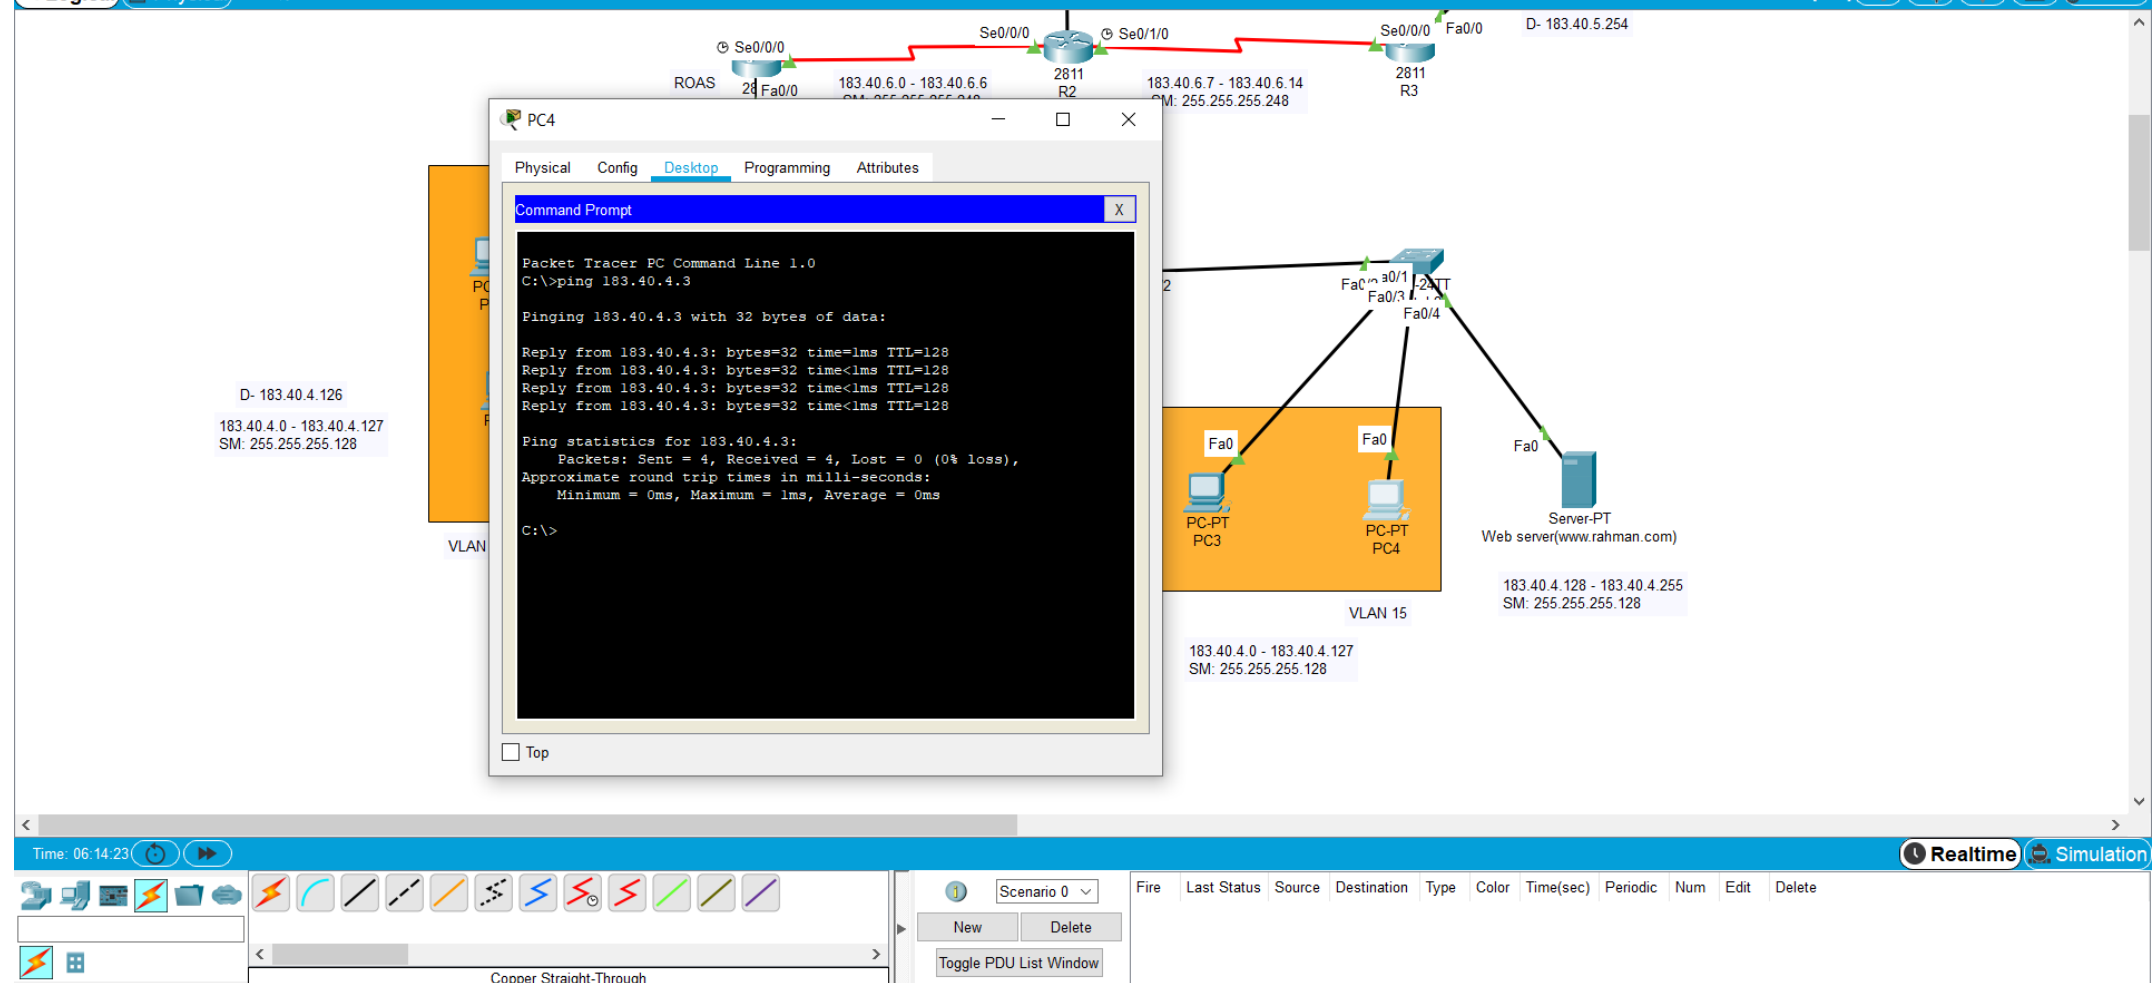 Se0/0/0
Se0/0/0
Se0/1/0
Se0/0/0
Fa0/0
D- 183.40.5.254
ROAS
28
Fa0/0
183.40.6.0 - 183.40.6.6
2811
R2
183.40.6.7 - 183.40.6.14
SM: 255.255.255.248
2811
R3
PC4
Physical
Config
Desktop
Programming
Attributes
Command Prompt
X
Packet Tracer PC Command Line 1.0
C:\>ping 183.40.4.3
Pinging 183.40.4.3 with 32 bytes of data:
Reply from 183.40.4.3: bytes=32 time=1ms TTL=128
Reply from 183.40.4.3: bytes=32 time<1ms TTL=128
Reply from 183.40.4.3: bytes=32 time<1ms TTL=128
Reply from 183.40.4.3: bytes=32 time<1ms TTL=128
Ping statistics for 183.40.4.3:
Packets: Sent = 4, Received = 4, Lost = 0 (0% loss),
Approximate round trip times in milli-seconds:
Minimum = 0ms, Maximum = 1ms, Average = 0ms
C:\>
Top
D- 183.40.4.126
183.40.4.0 - 183.40.4.127
SM: 255.255.255.128
VLAN
2
a0/1
-24TT
Fa0/3
Fa0/4
Fa0
Fa0
Fa0
PC-PT
PC3
PC-PT
PC4
Server-PT
Web server(www.rahman.com)
183.40.4.128 - 183.40.4.255
SM: 255.255.255.128
VLAN 15
183.40.4.0 - 183.40.4.127
SM: 255.255.255.128
Time: 06:14:23
Realtime
Simulation
Scenario 0
Fire
Last Status
Source
Destination
Type
Color
Time(sec)
Periodic
Num
Edit
Delete
New
Delete
Toggle PDU List Window
Copper Straight-Through